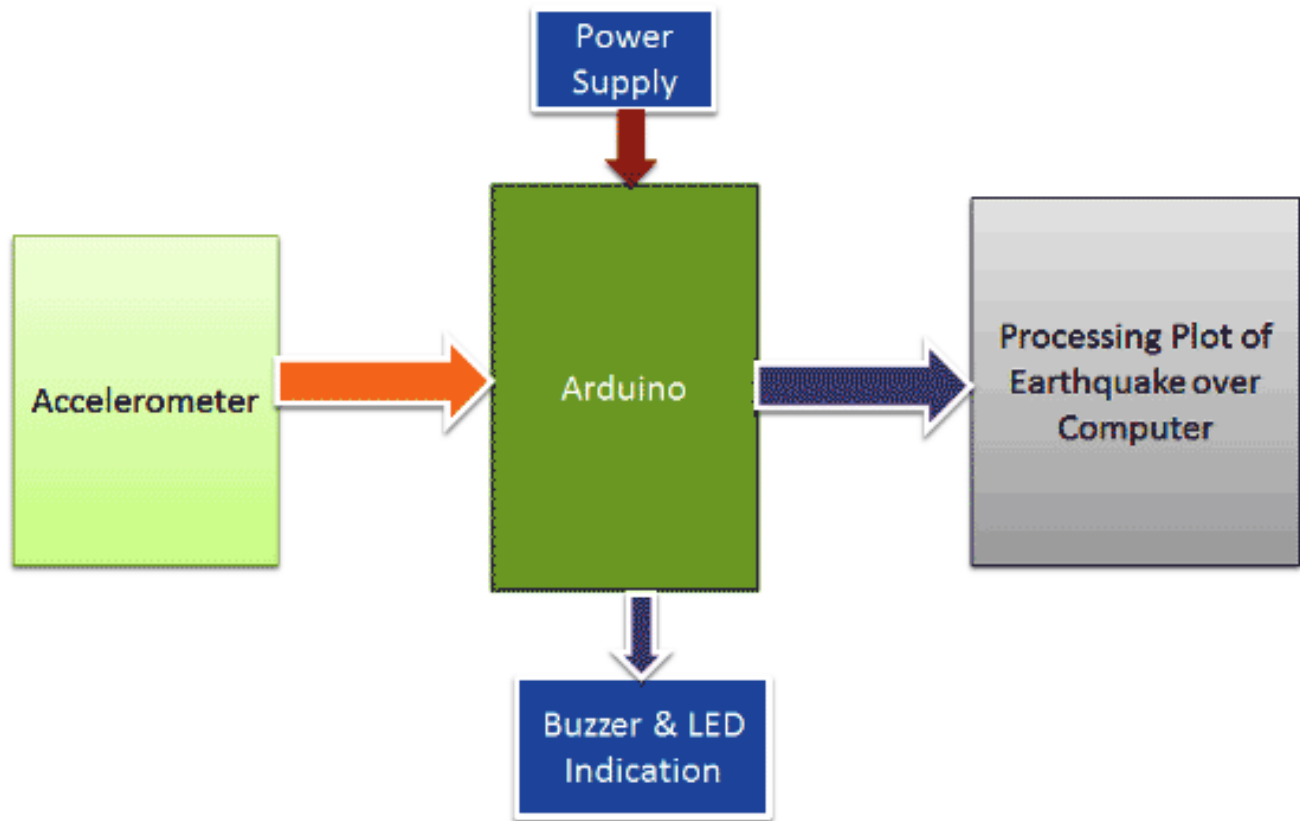 Power
Supply
Accelerometer
Arduino
Processing Plot of
Earthquake over
Computer
Buzzer & LED
Indication